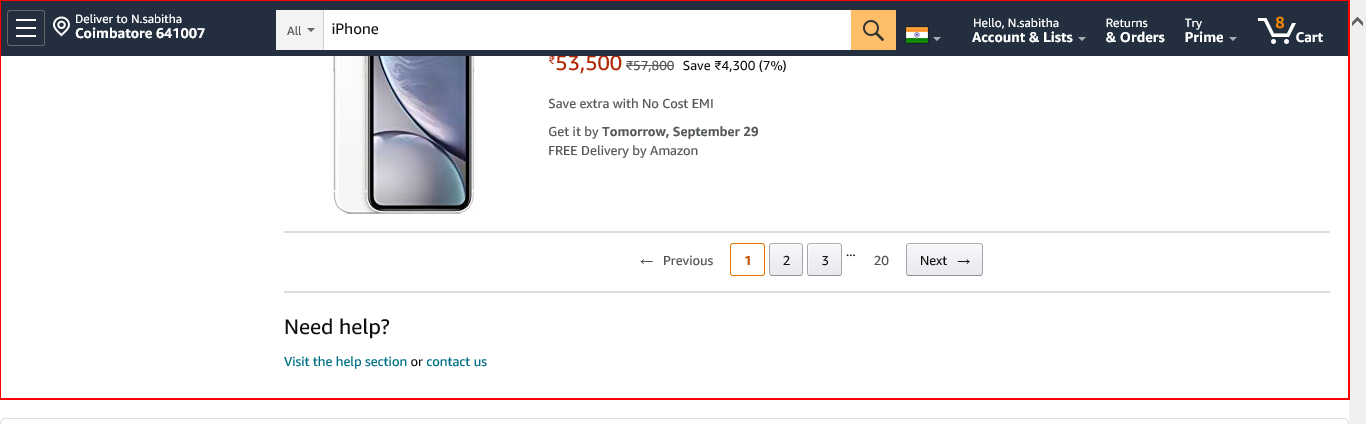 Deliver to N.sabitha
Coimbatore 641007
All
iPhone
Hello, N.sabitha
Account & Lists
Returns
& Orders
Try
Prime
8
Cart
₹53,500 ₹57,800 Save ₹4,300 (7%)
Save extra with No Cost EMI
Get it by Tomorrow, September 29
FREE Delivery by Amazon
← Previous 1 2 3 ... 20 Next →
Need help?
Visit the help section or contact us